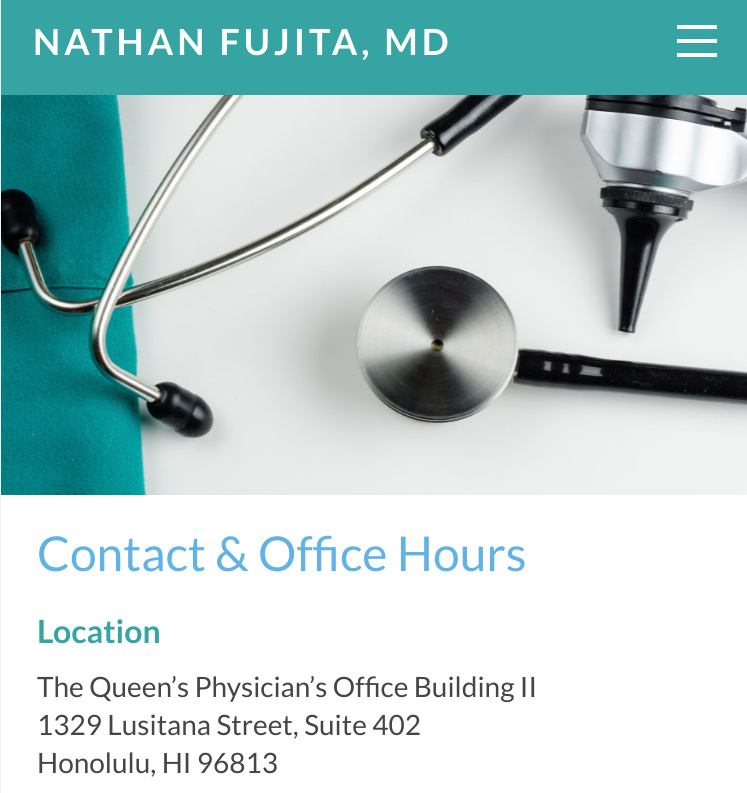 NATHAN FUJITA, MD
Contact & Office Hours
Location
The Queen’s Physician’s Office Building II
1329 Lusitana Street, Suite 402
Honolulu, HI 96813